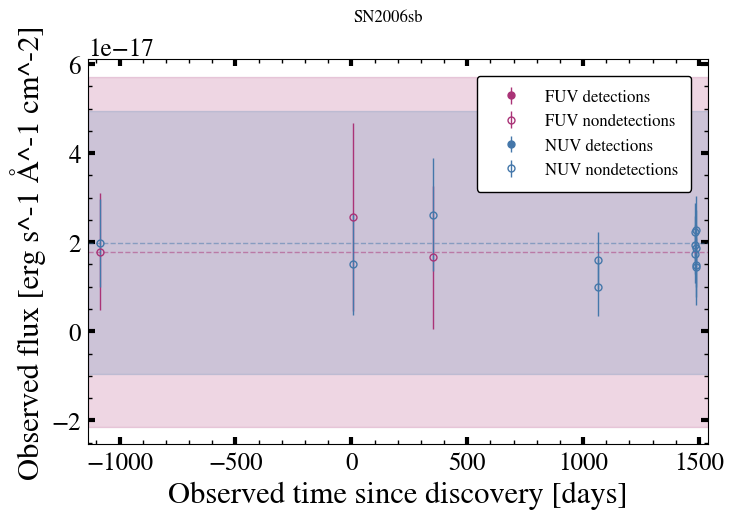 SN2006sb
1e−17
6
4
2
0
−2
Observed flux [erg s^-1 Å^-1 cm^-2]
FUV detections
FUV nondetections
NUV detections
NUV nondetections
−1000 −500 0 500 1000 1500
Observed time since discovery [days]